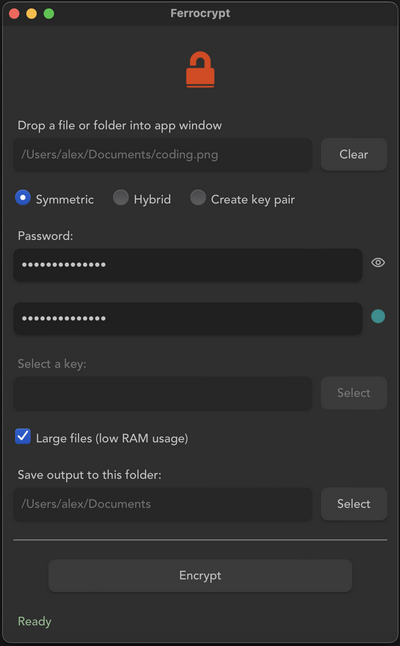 Ferrocrypt
Drop a file or folder into app window
/Users/alex/Documents/coding.png
Clear
Symmetric
Hybrid
Create key pair
Password:
••••••••••••••
••••••••••••••
Select a key:
Select
Large files (low RAM usage)
Save output to this folder:
/Users/alex/Documents
Select
Encrypt
Ready